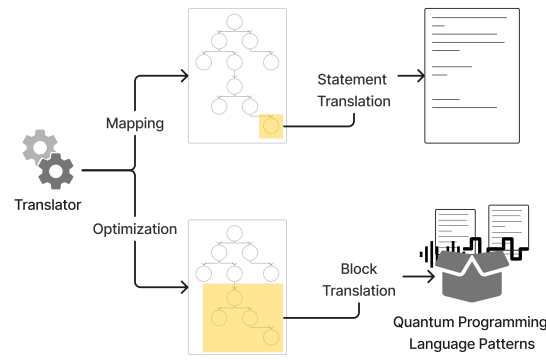 Statement
Translation
Mapping
Translator
Optimization
Block
Translation
Quantum Programming
Language Patterns